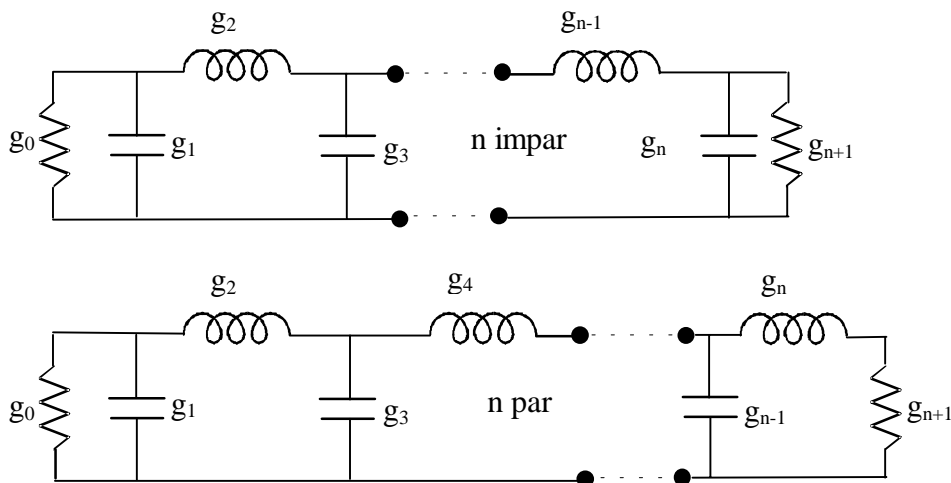 g₂ gₙ₋₁
g₀ g₁ g₃ n impar gₙ gₙ₊₁
g₂ g₄ gₙ
g₀ g₁ g₃ n par gₙ₋₁ gₙ₊₁